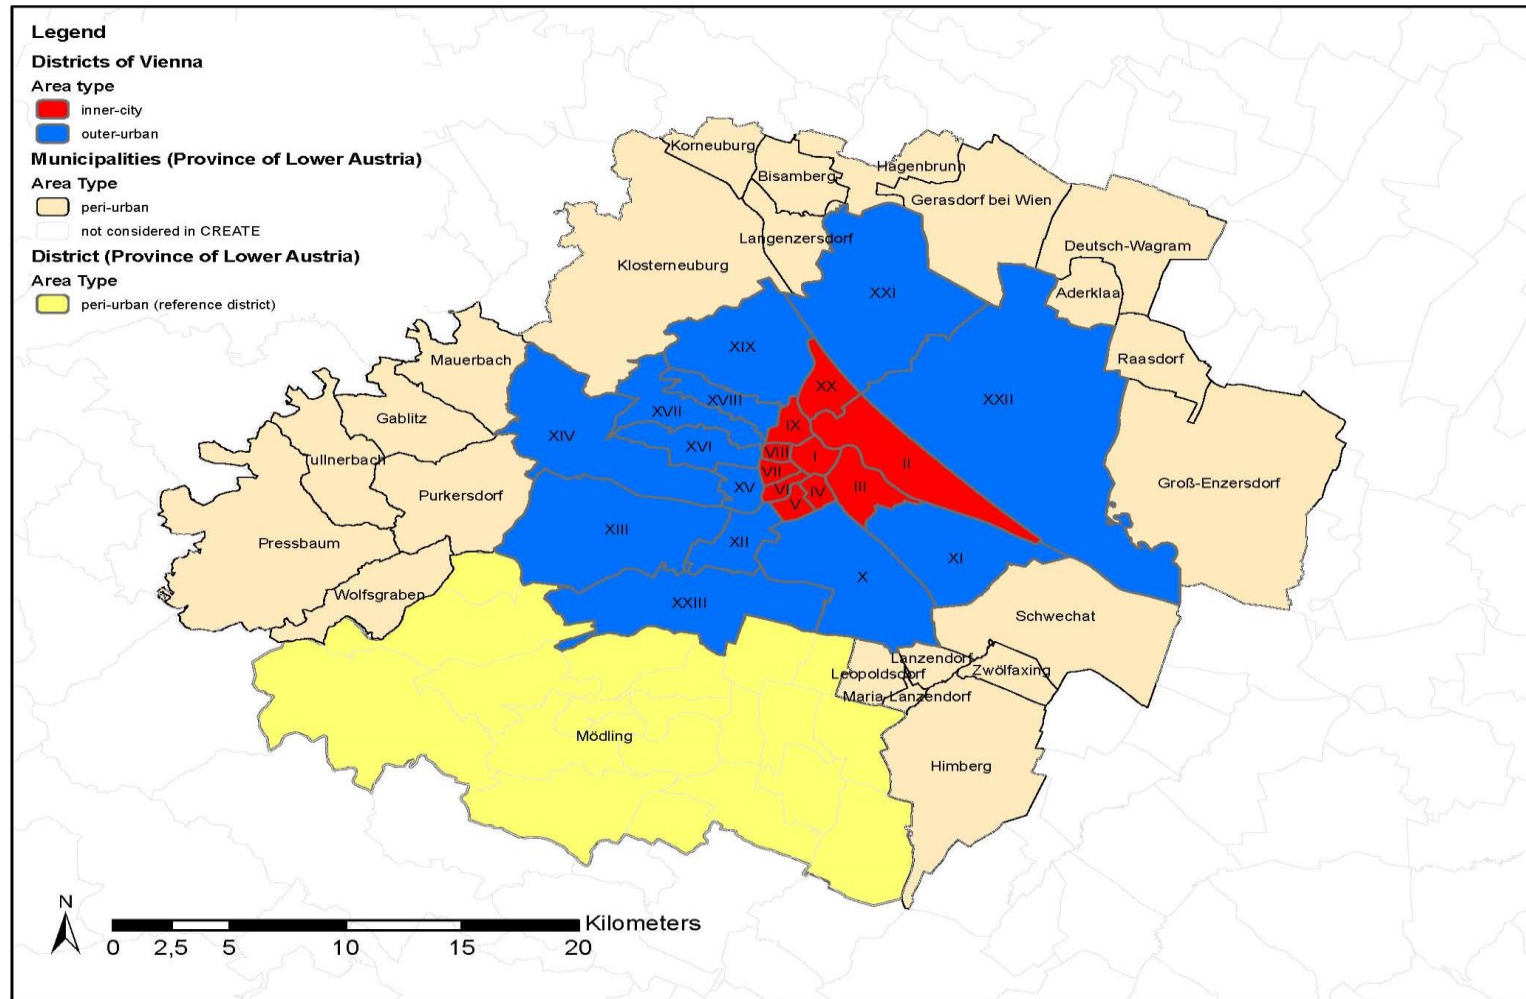 Legend
Districts of Vienna
Area type
inner-city
outer-urban
Municipalities (Province of Lower Austria)
Area Type
peri-urban
not considered in CREATE
District (Province of Lower Austria)
Area Type
peri-urban (reference district)
Korneuburg
Bisamberg
Hagenbrunn
Gerasdorf bei Wien
Langenzersdorf
Deutsch-Wagram
Klosterneuburg
Aderklaa
XXI
XIX
Raasdorf
Mauerbach
XX
XXII
XVIII
XVII
Gablitz
IX
XIV
XVI
VIII
I
ullnerbach
II
VII
Groß-Enzersdorf
XV
VI
IV
III
Purkersdorf
V
XIII
XII
Pressbaum
XI
X
Wolfsgraben
XXIII
Schwechat
Lanzendorf
Leopoldsdorf
Zwölfaxing
Maria-Lanzendorf
Mödling
Himberg
N
Kilometers
0 2,5 5 10 15 20